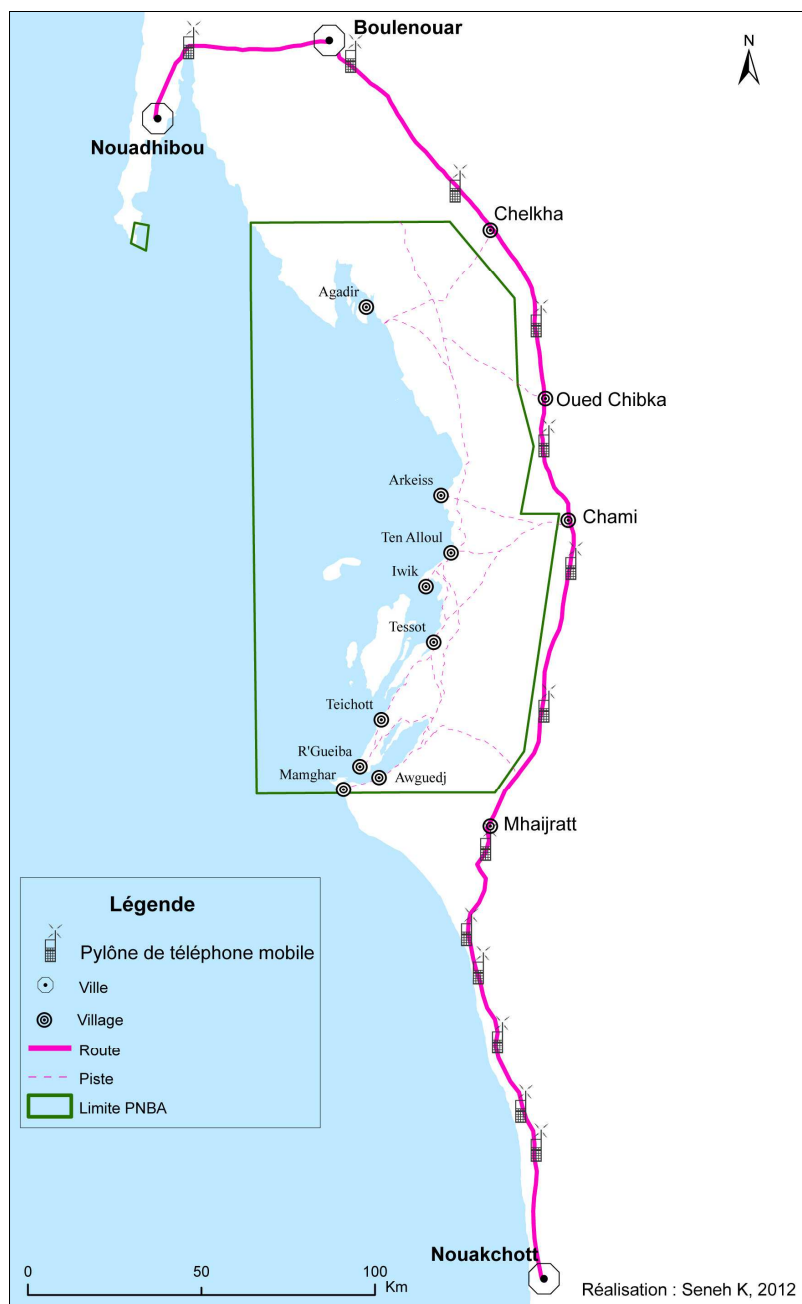 Boulenouar
N
Nouadhibou
Chelkha
Agadir
Oued Chibka
Arkeiss
Chami
Ten Alloul
Iwik
Tessot
Teichott
R'Gueiba
Mamghar
Awguedj
Mhaijratt
Légende
Pylône de téléphone mobile
Ville
Village
Route
Piste
Limite PNBA
Nouakchott
0 50 100
Km
Réalisation : Seneh K, 2012